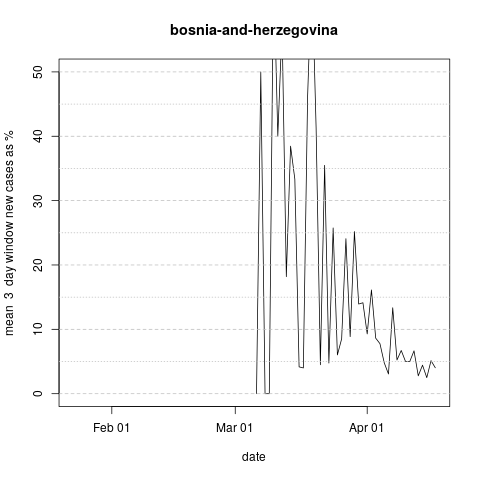 bosnia-and-herzegovina
mean 3 day window new cases as %
50
40
30
20
10
0
Feb 01
Mar 01
Apr 01
date